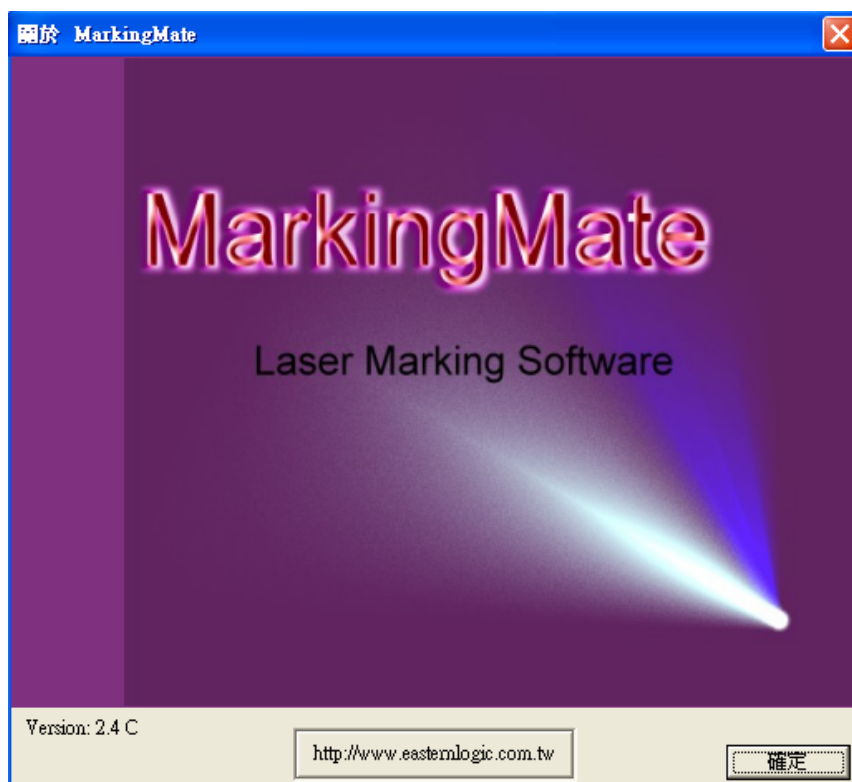 關於 MarkingMate
MarkingMate
Laser Marking Software
Version: 2.4 C
http://www.easternlogic.com.tw
確定